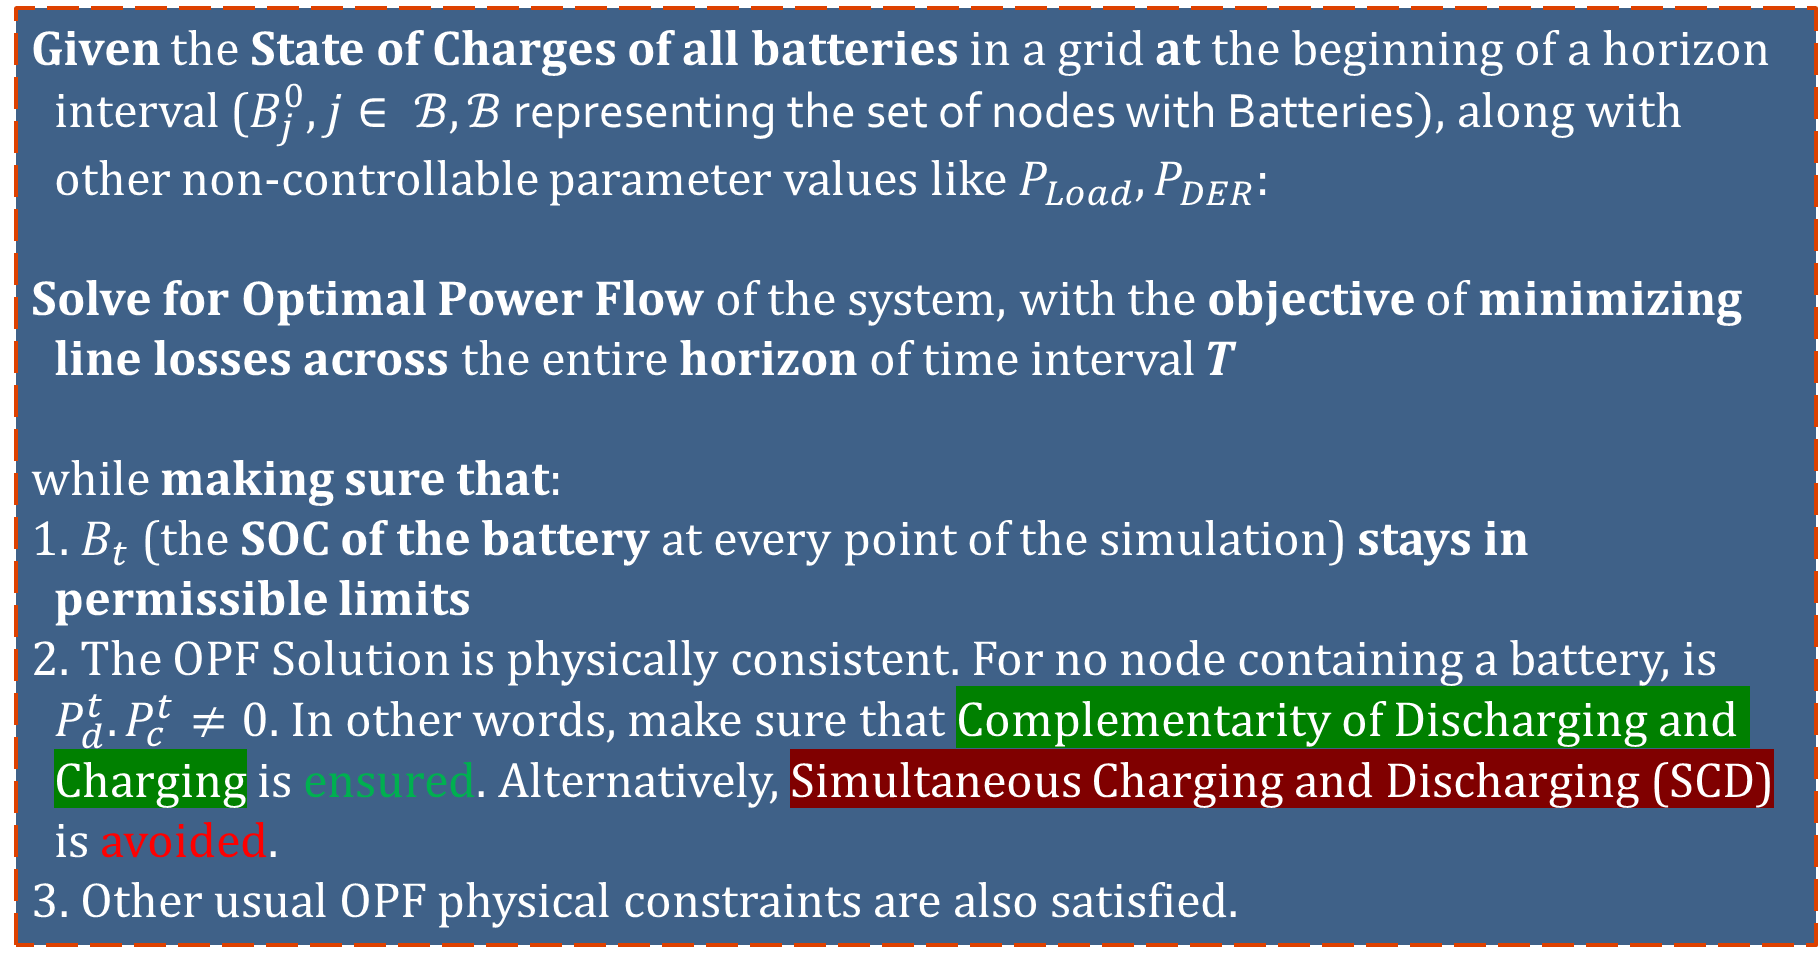 Given the State of Charges of all batteries in a grid at the beginning of a horizon
interval (B_j^0, j ∈ ℬ, ℬ representing the set of nodes with Batteries), along with
other non-controllable parameter values like P_Load, P_DER:
Solve for Optimal Power Flow of the system, with the objective of minimizing
line losses across the entire horizon of time interval T
while making sure that:
1. B_t (the SOC of the battery at every point of the simulation) stays in
permissible limits
2. The OPF Solution is physically consistent. For no node containing a battery, is
P_d^t. P_c^t ≠ 0. In other words, make sure that Complementarity of Discharging and
Charging is ensured. Alternatively, Simultaneous Charging and Discharging (SCD)
is avoided.
3. Other usual OPF physical constraints are also satisfied.